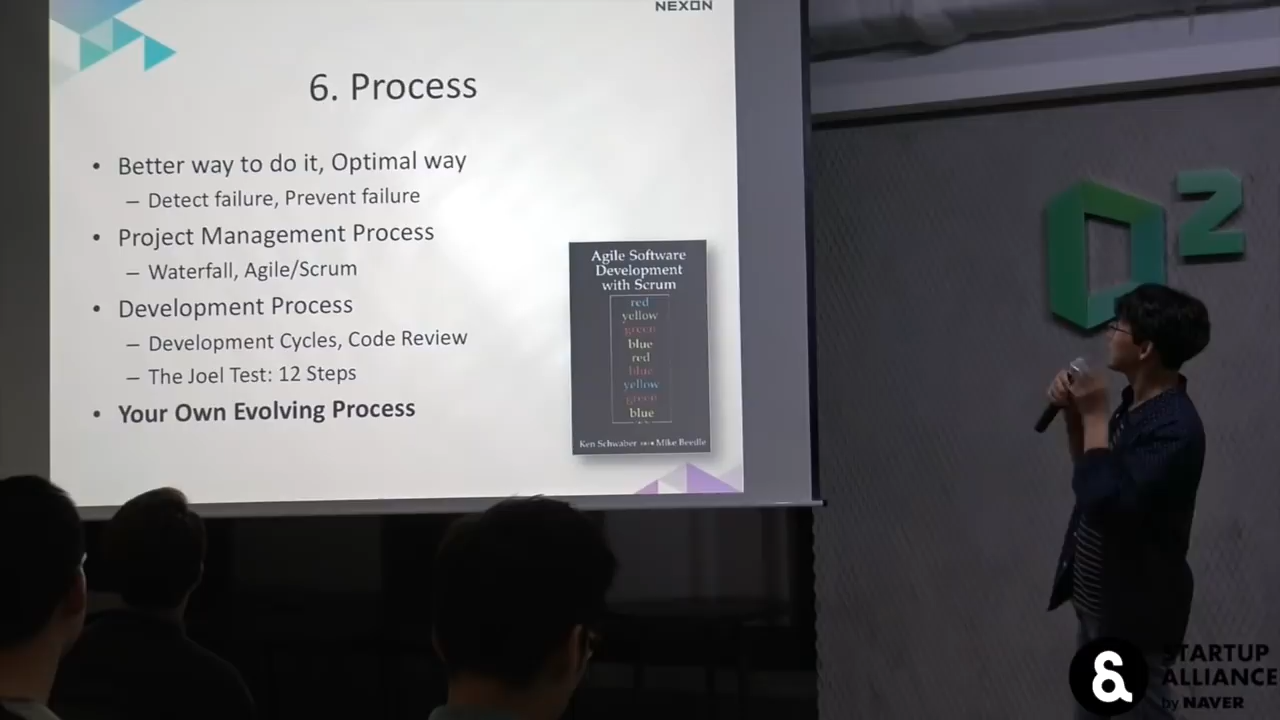 NEXON
6. Process
• Better way to do it, Optimal way
– Detect failure, Prevent failure
• Project Management Process
– Waterfall, Agile/Scrum
• Development Process
– Development Cycles, Code Review
– The Joel Test: 12 Steps
• Your Own Evolving Process
Agile Software
Development
with Scrum
red
yellow
green
blue
red
blue
yellow
green
blue
Ken Schwaber
Mike Beedle
D2
STARTUP
ALLIANCE
by NAVER